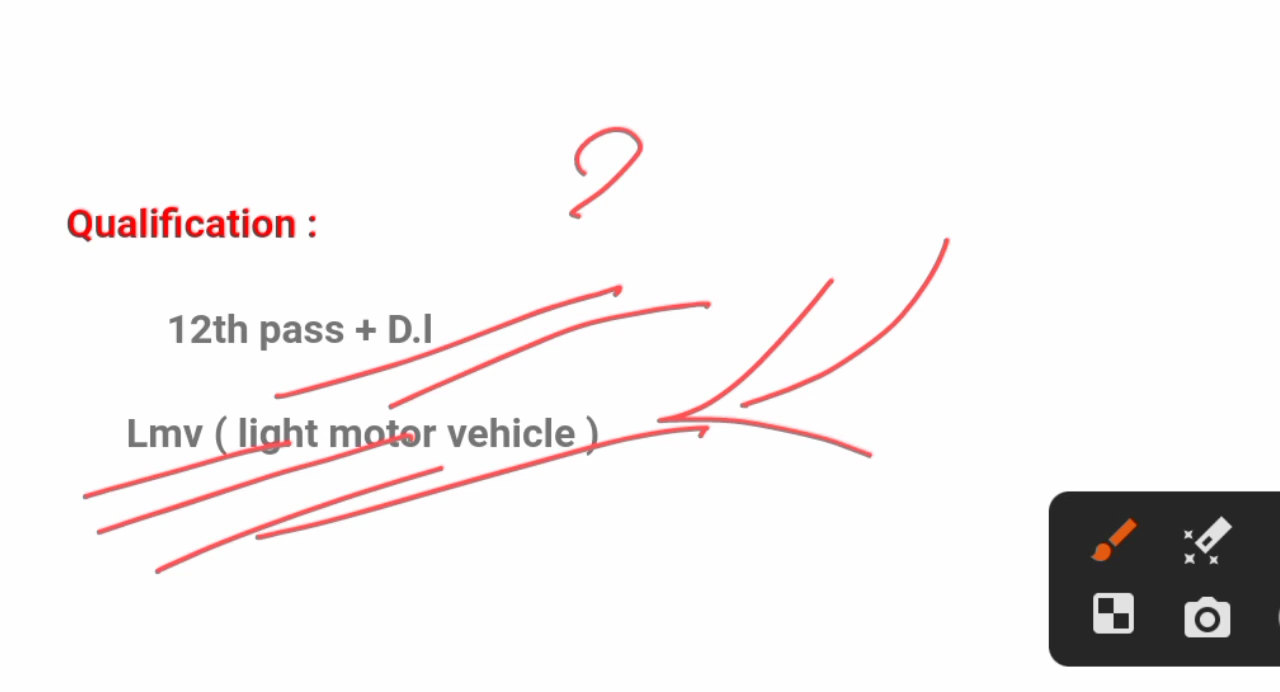 Qualification :
12th pass + D.l
Lmv ( light motor vehicle )